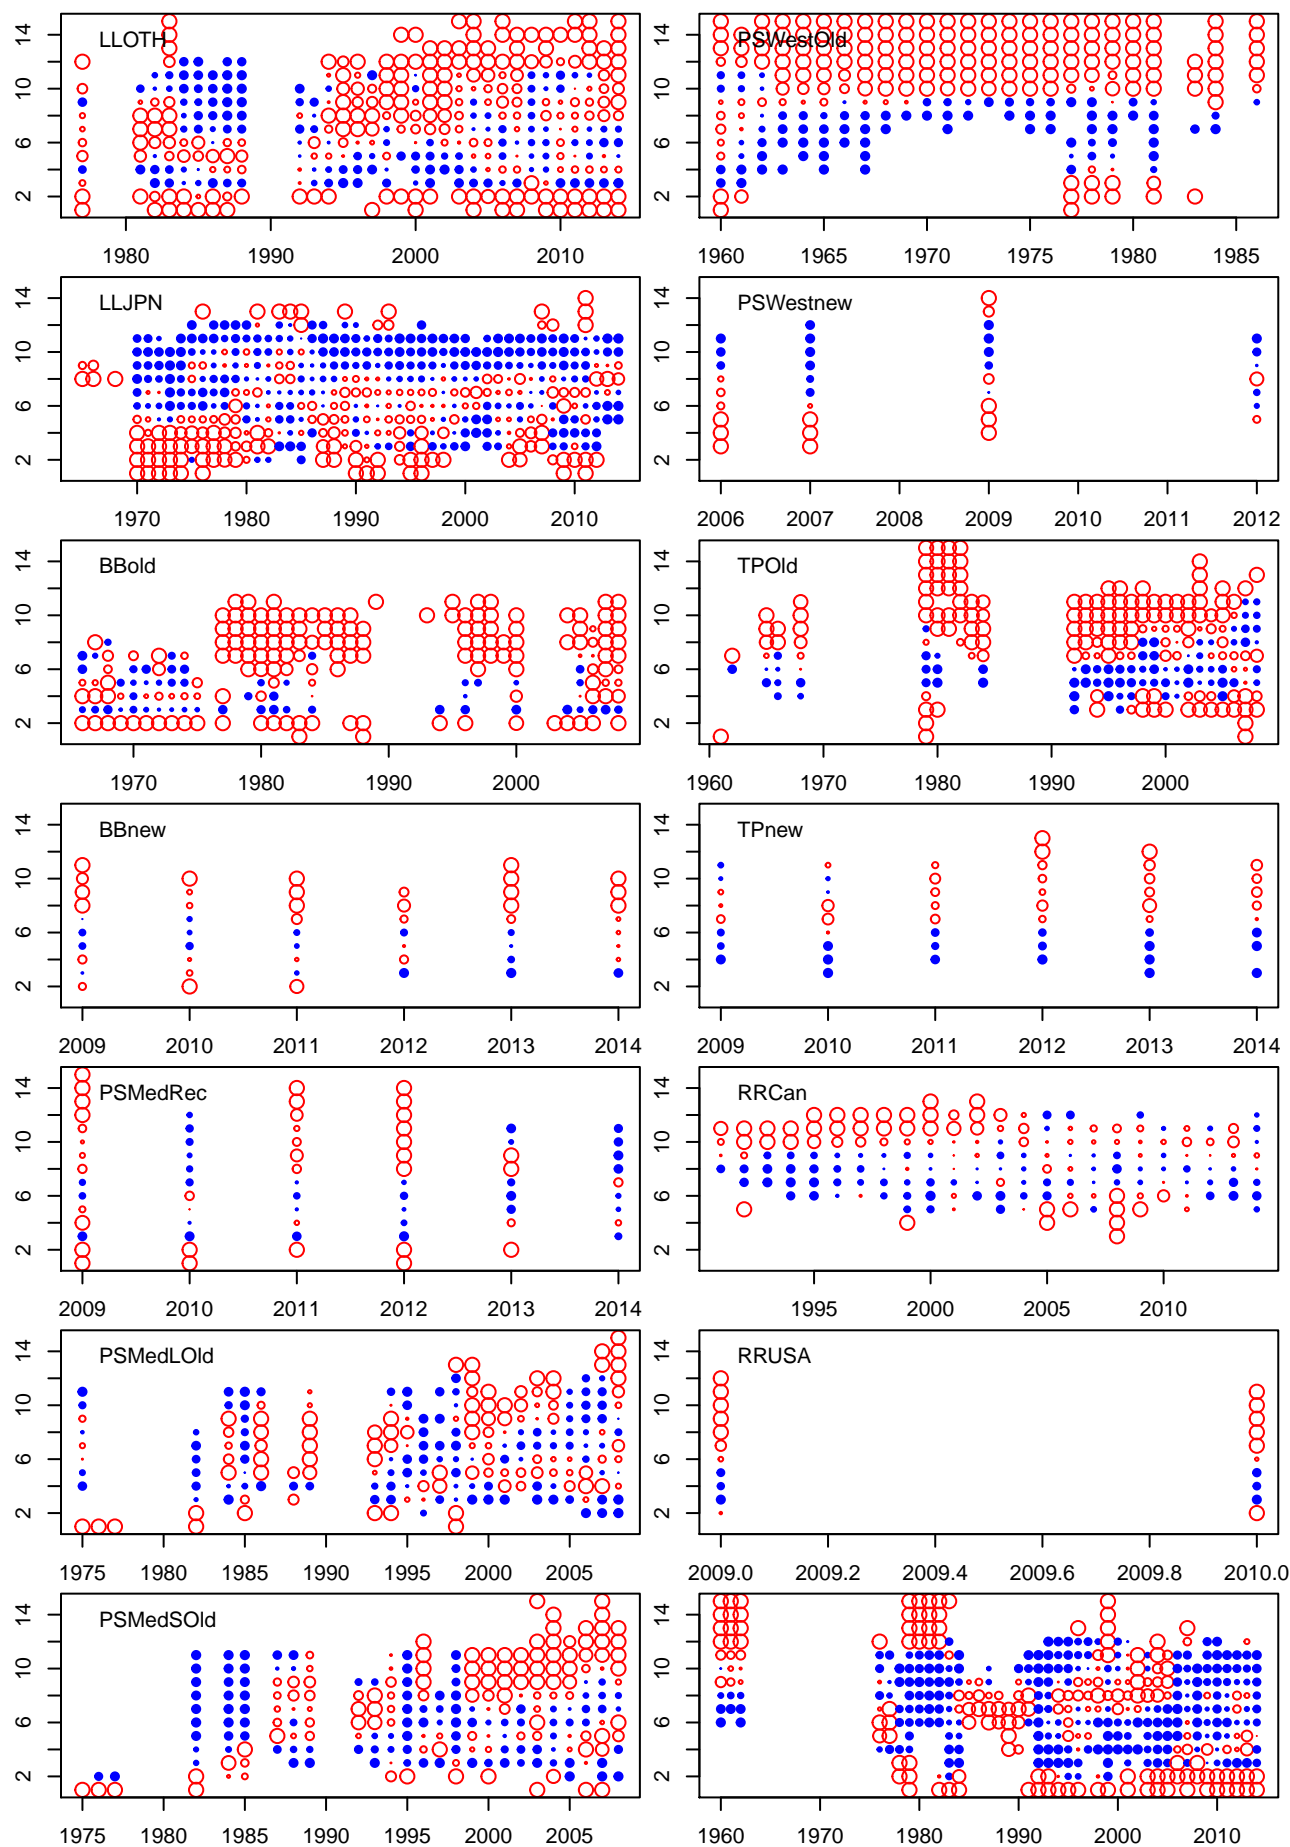 LLOTH
2 6 10 14
1980 1990 2000 2010
PSWestOld
2 6 10 14
1960 1965 1970 1975 1980 1985
LLJPN
2 6 10 14
1970 1980 1990 2000 2010
PSWestnew
2 6 10 14
2006 2007 2008 2009 2010 2011 2012
BBold
2 6 10 14
1970 1980 1990 2000
TPOld
2 6 10 14
1960 1970 1980 1990 2000
BBnew
2 6 10 14
2009 2010 2011 2012 2013 2014
TPnew
2 6 10 14
2009 2010 2011 2012 2013 2014
PSMedRec
2 6 10 14
2009 2010 2011 2012 2013 2014
RRCan
2 6 10 14
1995 2000 2005 2010
PSMedLOld
2 6 10 14
1975 1980 1985 1990 1995 2000 2005
RRUSA
2 6 10 14
2009.0 2009.2 2009.4 2009.6 2009.8 2010.0
PSMedSOld
2 6 10 14
1975 1980 1985 1990 1995 2000 2005
2 6 10 14
1960 1970 1980 1990 2000 2010